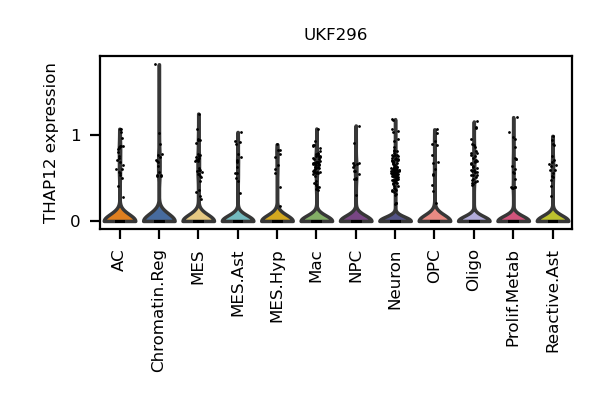 UKF296
THAP12 expression
1
0
AC
Chromatin.Reg
MES
MES.Ast
MES.Hyp
Mac
NPC
Neuron
OPC
Oligo
Prolif.Metab
Reactive.Ast